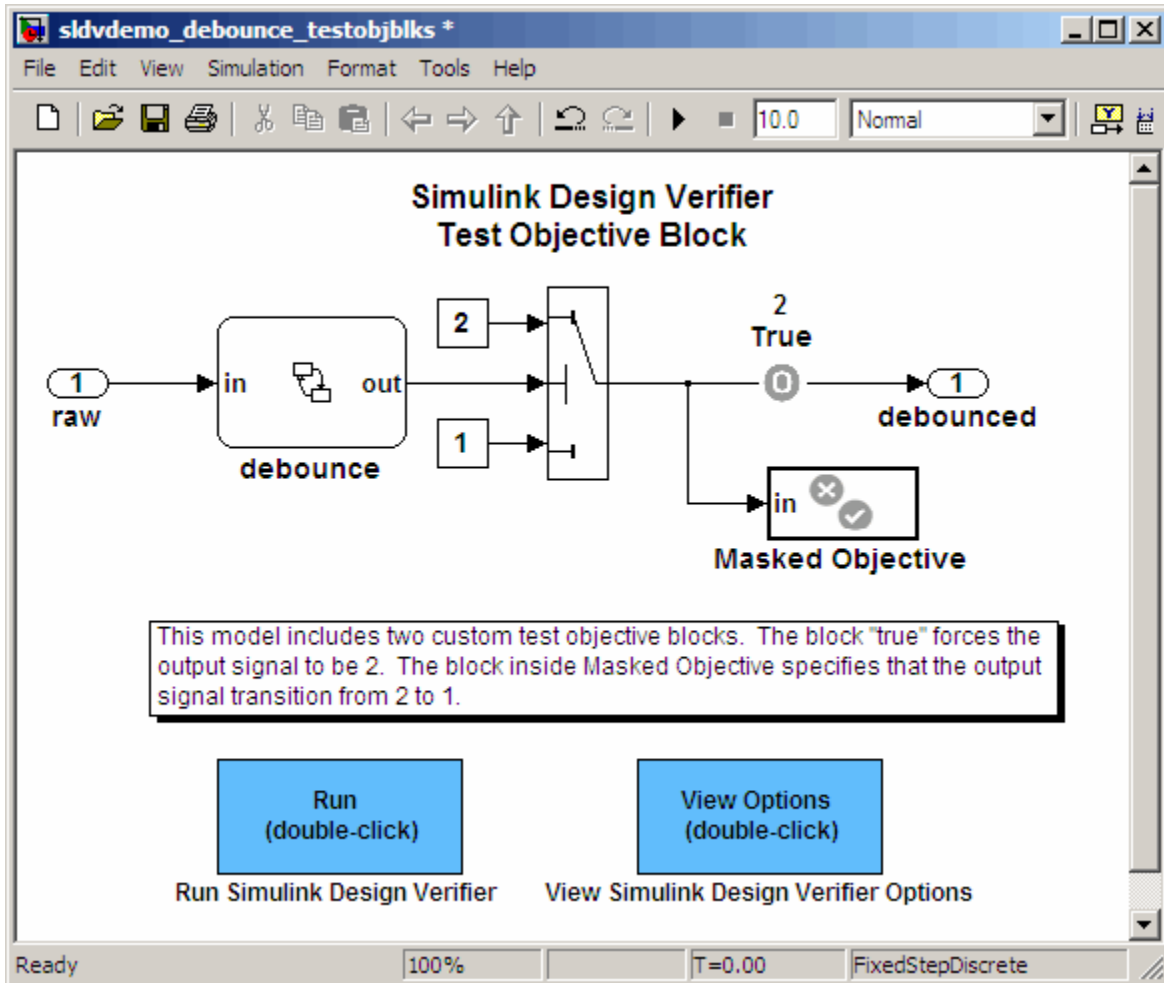 sldvdemo_debounce_testobjblks *
File Edit View Simulation Format Tools Help
10.0 Normal
Simulink Design Verifier
Test Objective Block
2
True
2
1 in out 1
raw debounced
1
debounce
in
Masked Objective
This model includes two custom test objective blocks. The block "true" forces the
output signal to be 2. The block inside Masked Objective specifies that the output
signal transition from 2 to 1.
Run
(double-click)
View Options
(double-click)
Run Simulink Design Verifier
View Simulink Design Verifier Options
Ready 100% T=0.00 FixedStepDiscrete